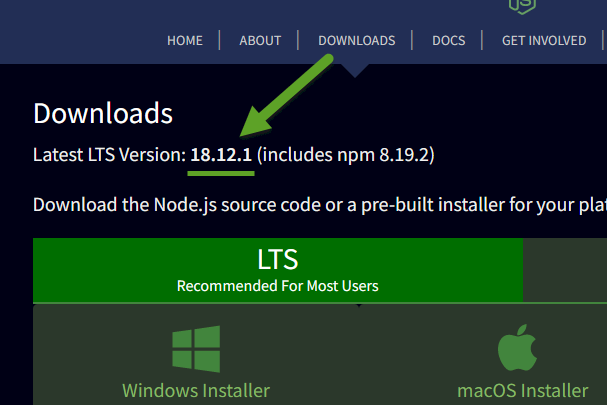 HOME | ABOUT | DOWNLOADS | DOCS | GET INVOLVED |
Downloads
Latest LTS Version: 18.12.1 (includes npm 8.19.2)
Download the Node.js source code or a pre-built installer for your
LTS
Recommended For Most Users
Windows Installer
macOS Installer